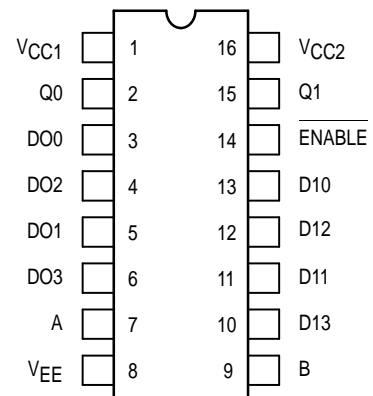 VCC1 1 16 VCC2
Q0 2 15 Q1
DO0 3 14 ENABLE
DO2 4 13 D10
DO1 5 12 D12
DO3 6 11 D11
A 7 10 D13
VEE 8 9 B